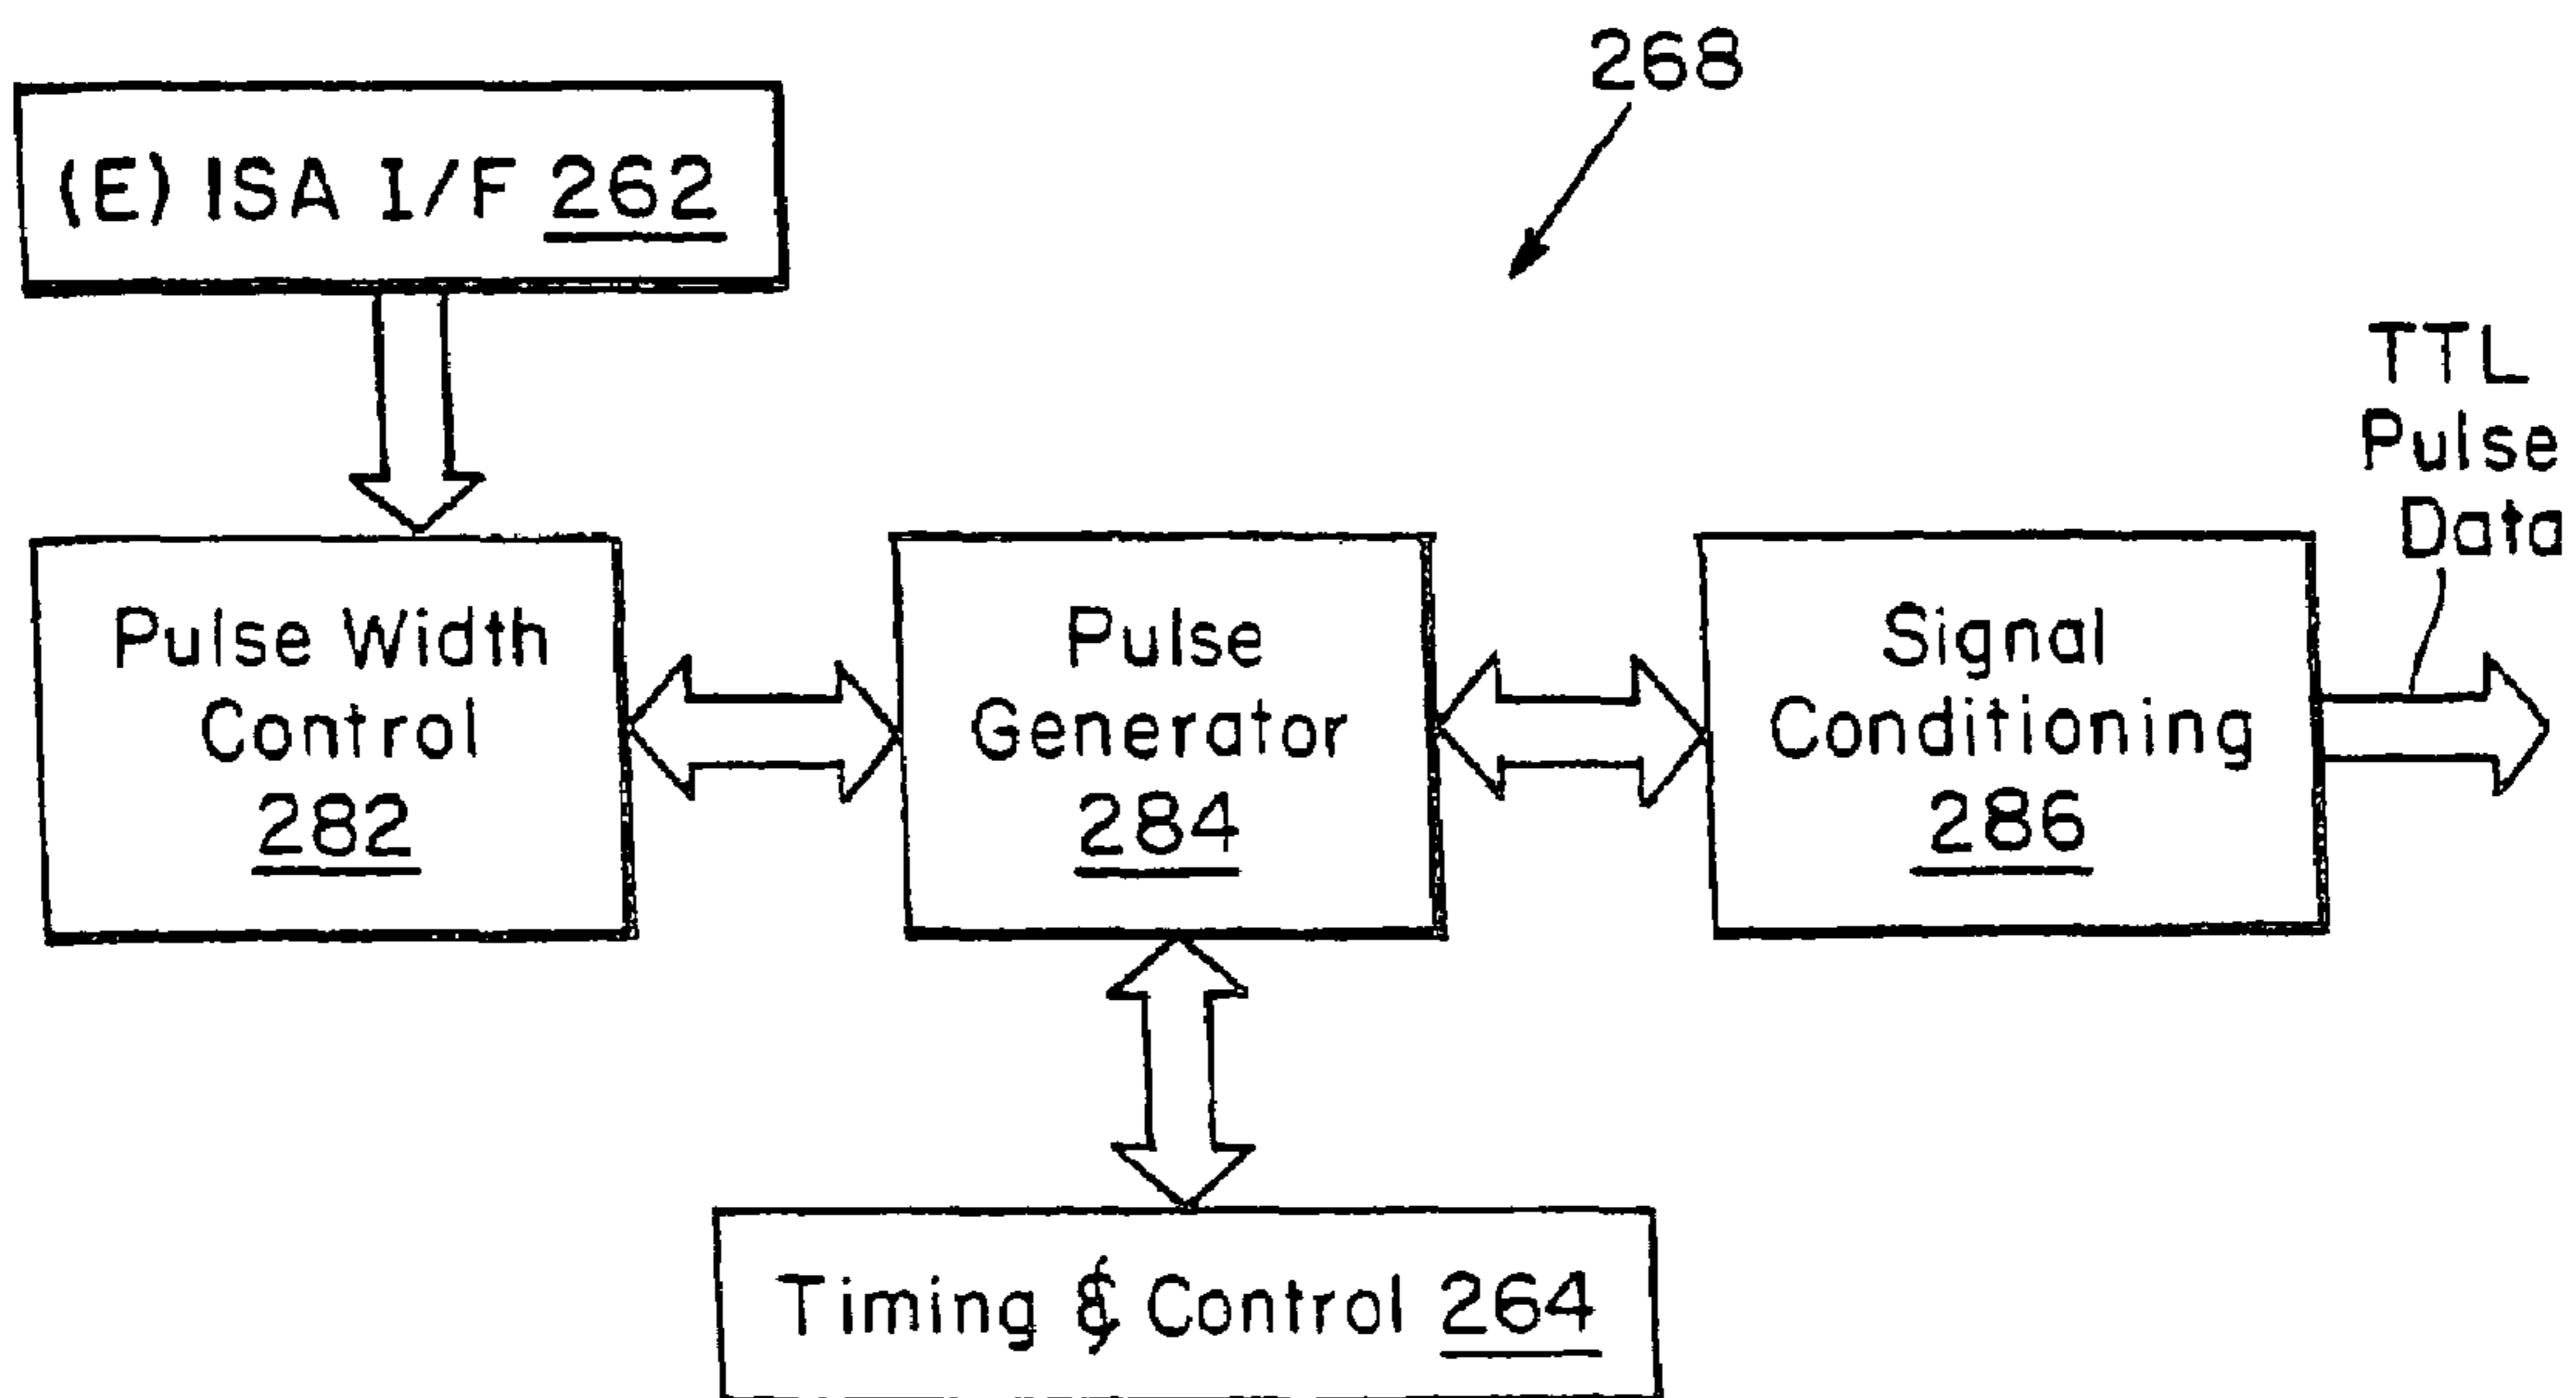 268
(E) ISA I/F 262
TTL
Pulse
Data
Pulse Width
Control
282
Pulse
Generator
284
Signal
Conditioning
286
Timing & Control 264